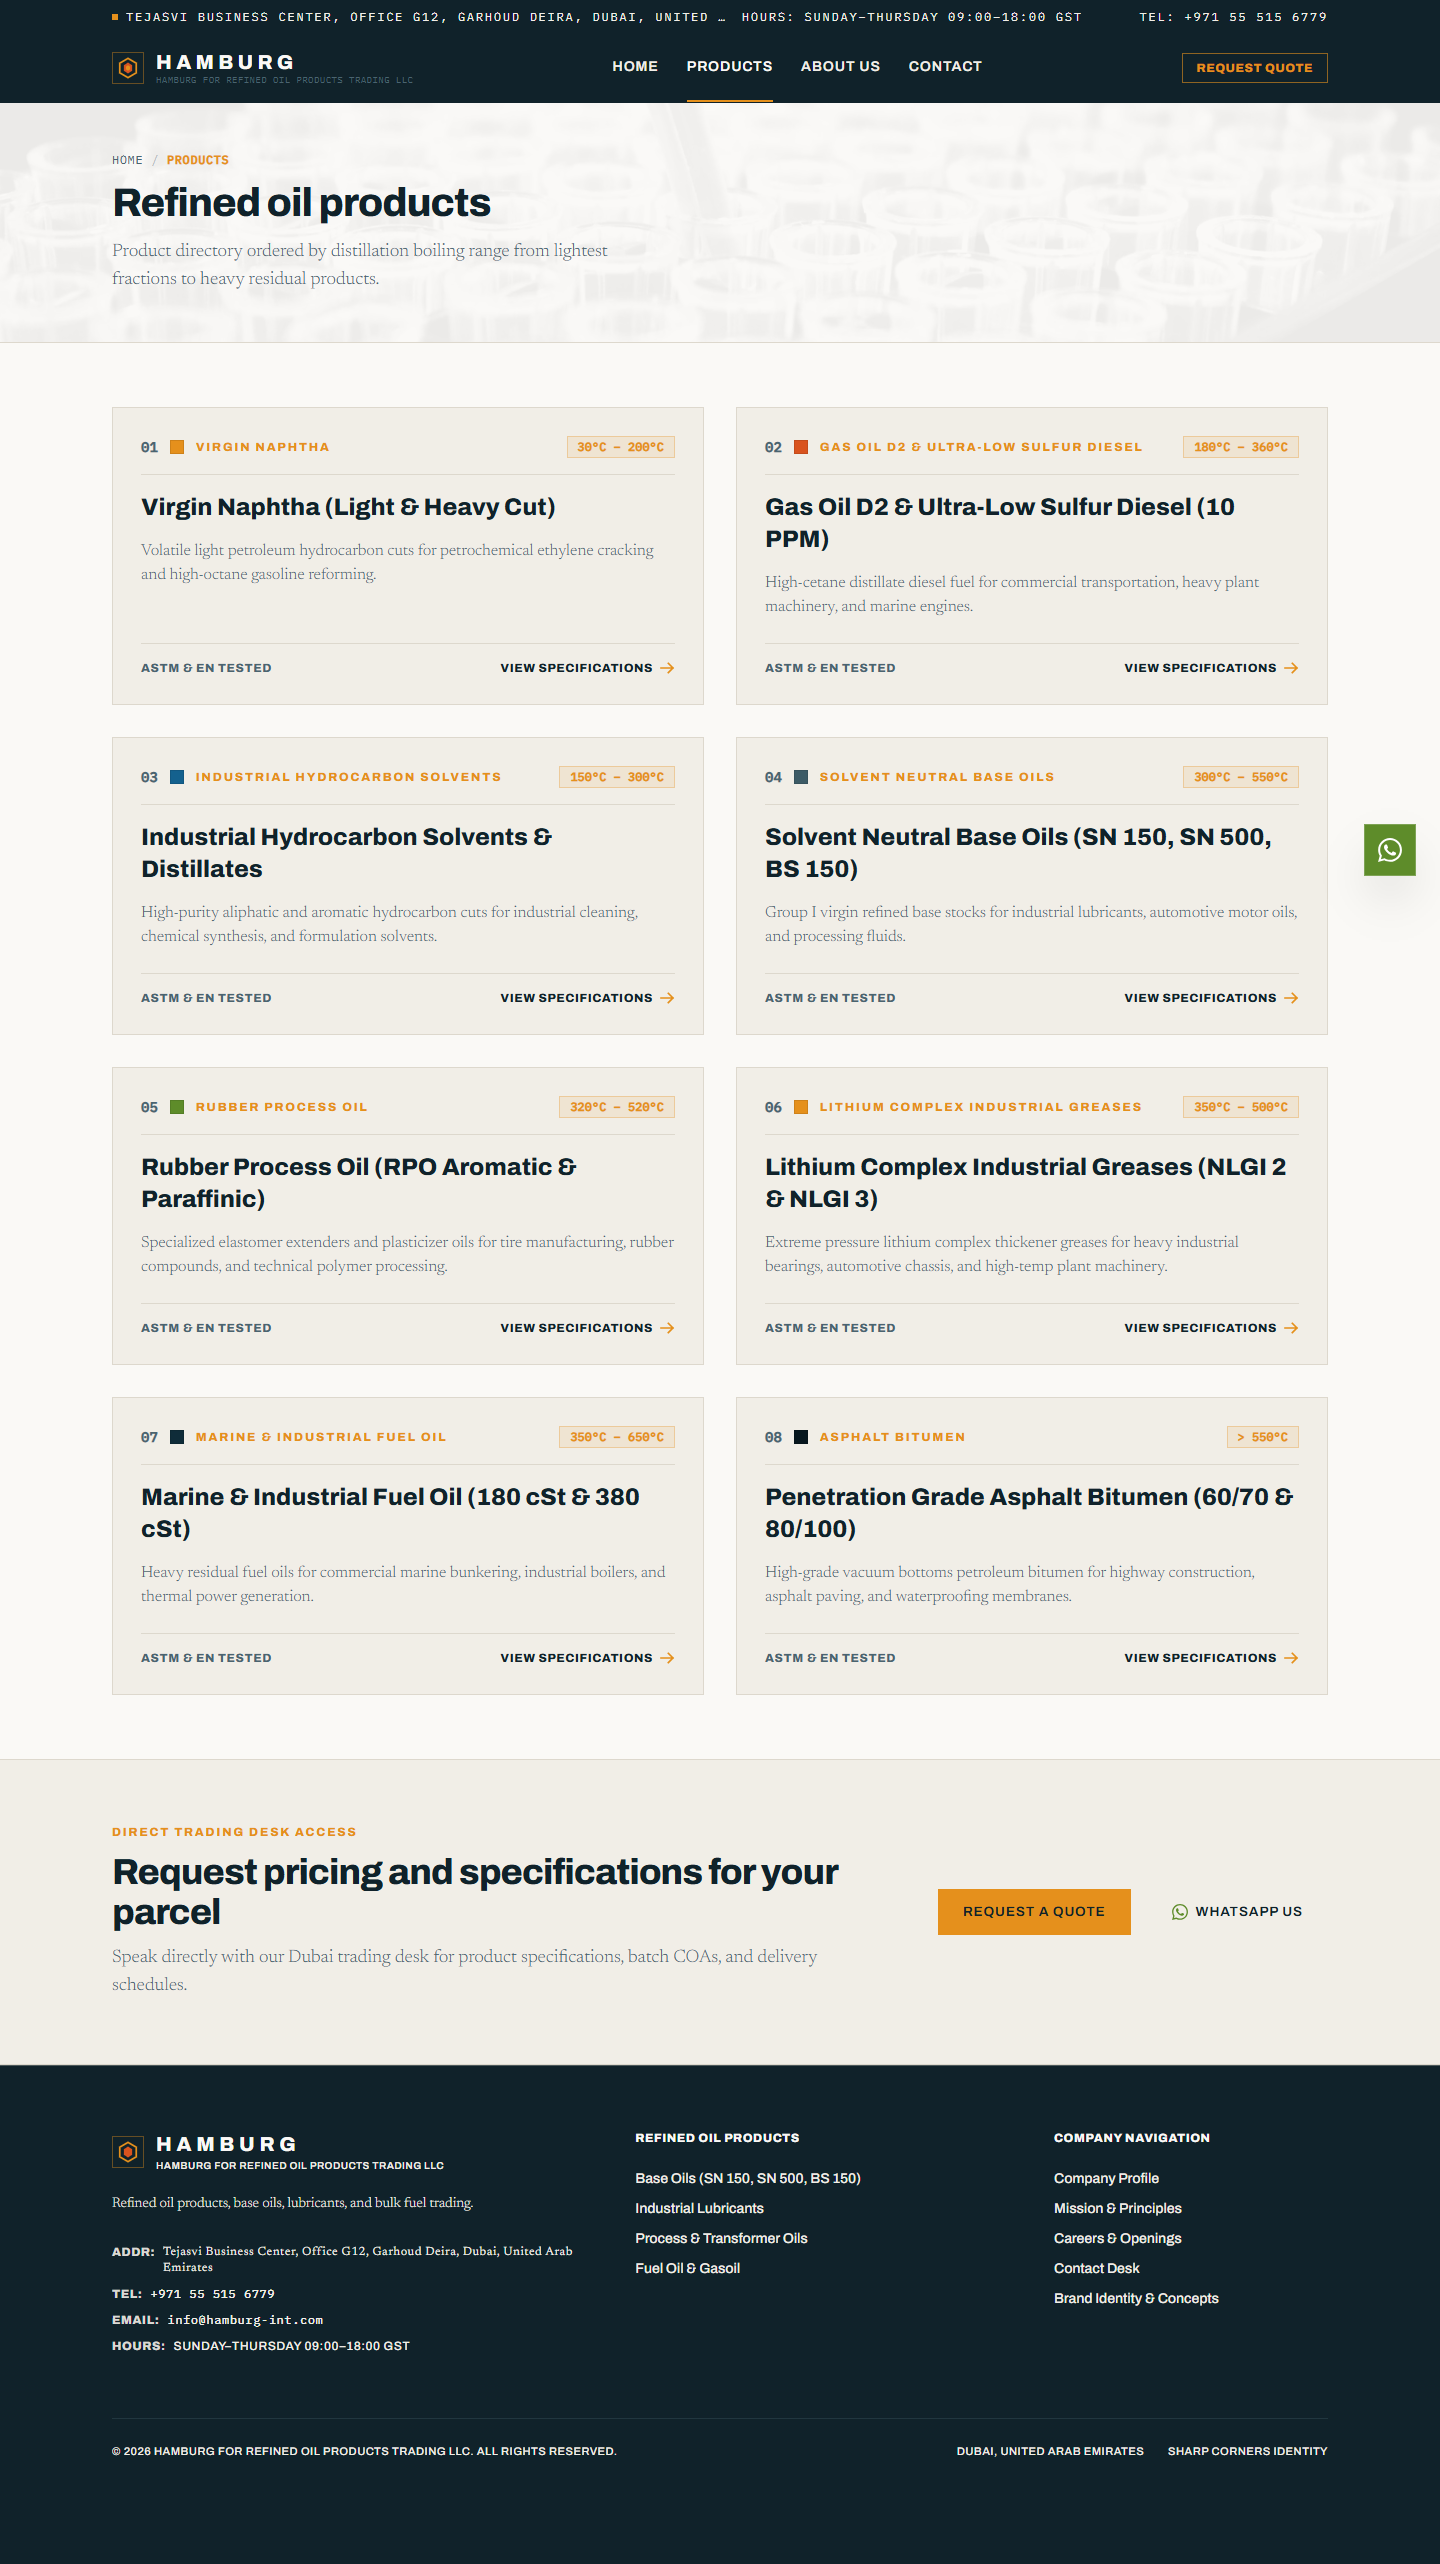 TEJASVI BUSINESS CENTER, OFFICE G12, GARHOUD DEIRA, DUBAI, UNITED … HOURS: SUNDAY–THURSDAY 09:00–18:00 GST TEL: +971 55 515 6779
HAMBURG
HAMBURG FOR REFINED OIL PRODUCTS TRADING LLC
HOME PRODUCTS ABOUT US CONTACT
REQUEST QUOTE
HOME / PRODUCTS
Refined oil products
Product directory ordered by distillation boiling range from lightest
fractions to heavy residual products.
01 VIRGIN NAPHTHA 30°C – 200°C
Virgin Naphtha (Light & Heavy Cut)
Volatile light petroleum hydrocarbon cuts for petrochemical ethylene cracking
and high-octane gasoline reforming.
ASTM & EN TESTED VIEW SPECIFICATIONS →
02 GAS OIL D2 & ULTRA-LOW SULFUR DIESEL 180°C – 360°C
Gas Oil D2 & Ultra-Low Sulfur Diesel (10
PPM)
High-cetane distillate diesel fuel for commercial transportation, heavy plant
machinery, and marine engines.
ASTM & EN TESTED VIEW SPECIFICATIONS →
03 INDUSTRIAL HYDROCARBON SOLVENTS 150°C – 300°C
Industrial Hydrocarbon Solvents &
Distillates
High-purity aliphatic and aromatic hydrocarbon cuts for industrial cleaning,
chemical synthesis, and formulation solvents.
ASTM & EN TESTED VIEW SPECIFICATIONS →
04 SOLVENT NEUTRAL BASE OILS 300°C – 550°C
Solvent Neutral Base Oils (SN 150, SN 500,
BS 150)
Group I virgin refined base stocks for industrial lubricants, automotive motor oils,
and processing fluids.
ASTM & EN TESTED VIEW SPECIFICATIONS →
05 RUBBER PROCESS OIL 320°C – 520°C
Rubber Process Oil (RPO Aromatic &
Paraffinic)
Specialized elastomer extenders and plasticizer oils for tire manufacturing, rubber
compounds, and technical polymer processing.
ASTM & EN TESTED VIEW SPECIFICATIONS →
06 LITHIUM COMPLEX INDUSTRIAL GREASES 350°C – 500°C
Lithium Complex Industrial Greases (NLGI 2
& NLGI 3)
Extreme pressure lithium complex thickener greases for heavy industrial
bearings, automotive chassis, and high-temp plant machinery.
ASTM & EN TESTED VIEW SPECIFICATIONS →
07 MARINE & INDUSTRIAL FUEL OIL 350°C – 650°C
Marine & Industrial Fuel Oil (180 cSt & 380
cSt)
Heavy residual fuel oils for commercial marine bunkering, industrial boilers, and
thermal power generation.
ASTM & EN TESTED VIEW SPECIFICATIONS →
08 ASPHALT BITUMEN > 550°C
Penetration Grade Asphalt Bitumen (60/70 &
80/100)
High-grade vacuum bottoms petroleum bitumen for highway construction,
asphalt paving, and waterproofing membranes.
ASTM & EN TESTED VIEW SPECIFICATIONS →
DIRECT TRADING DESK ACCESS
Request pricing and specifications for your
parcel
Speak directly with our Dubai trading desk for product specifications, batch COAs, and delivery
schedules.
REQUEST A QUOTE WHATSAPP US
HAMBURG
HAMBURG FOR REFINED OIL PRODUCTS TRADING LLC
Refined oil products, base oils, lubricants, and bulk fuel trading.
ADDR: Tejasvi Business Center, Office G12, Garhoud Deira, Dubai, United Arab
Emirates
TEL: +971 55 515 6779
EMAIL: info@hamburg-int.com
HOURS: SUNDAY–THURSDAY 09:00–18:00 GST
REFINED OIL PRODUCTS
Base Oils (SN 150, SN 500, BS 150)
Industrial Lubricants
Process & Transformer Oils
Fuel Oil & Gasoil
COMPANY NAVIGATION
Company Profile
Mission & Principles
Careers & Openings
Contact Desk
Brand Identity & Concepts
© 2026 HAMBURG FOR REFINED OIL PRODUCTS TRADING LLC. ALL RIGHTS RESERVED.
DUBAI, UNITED ARAB EMIRATES SHARP CORNERS IDENTITY